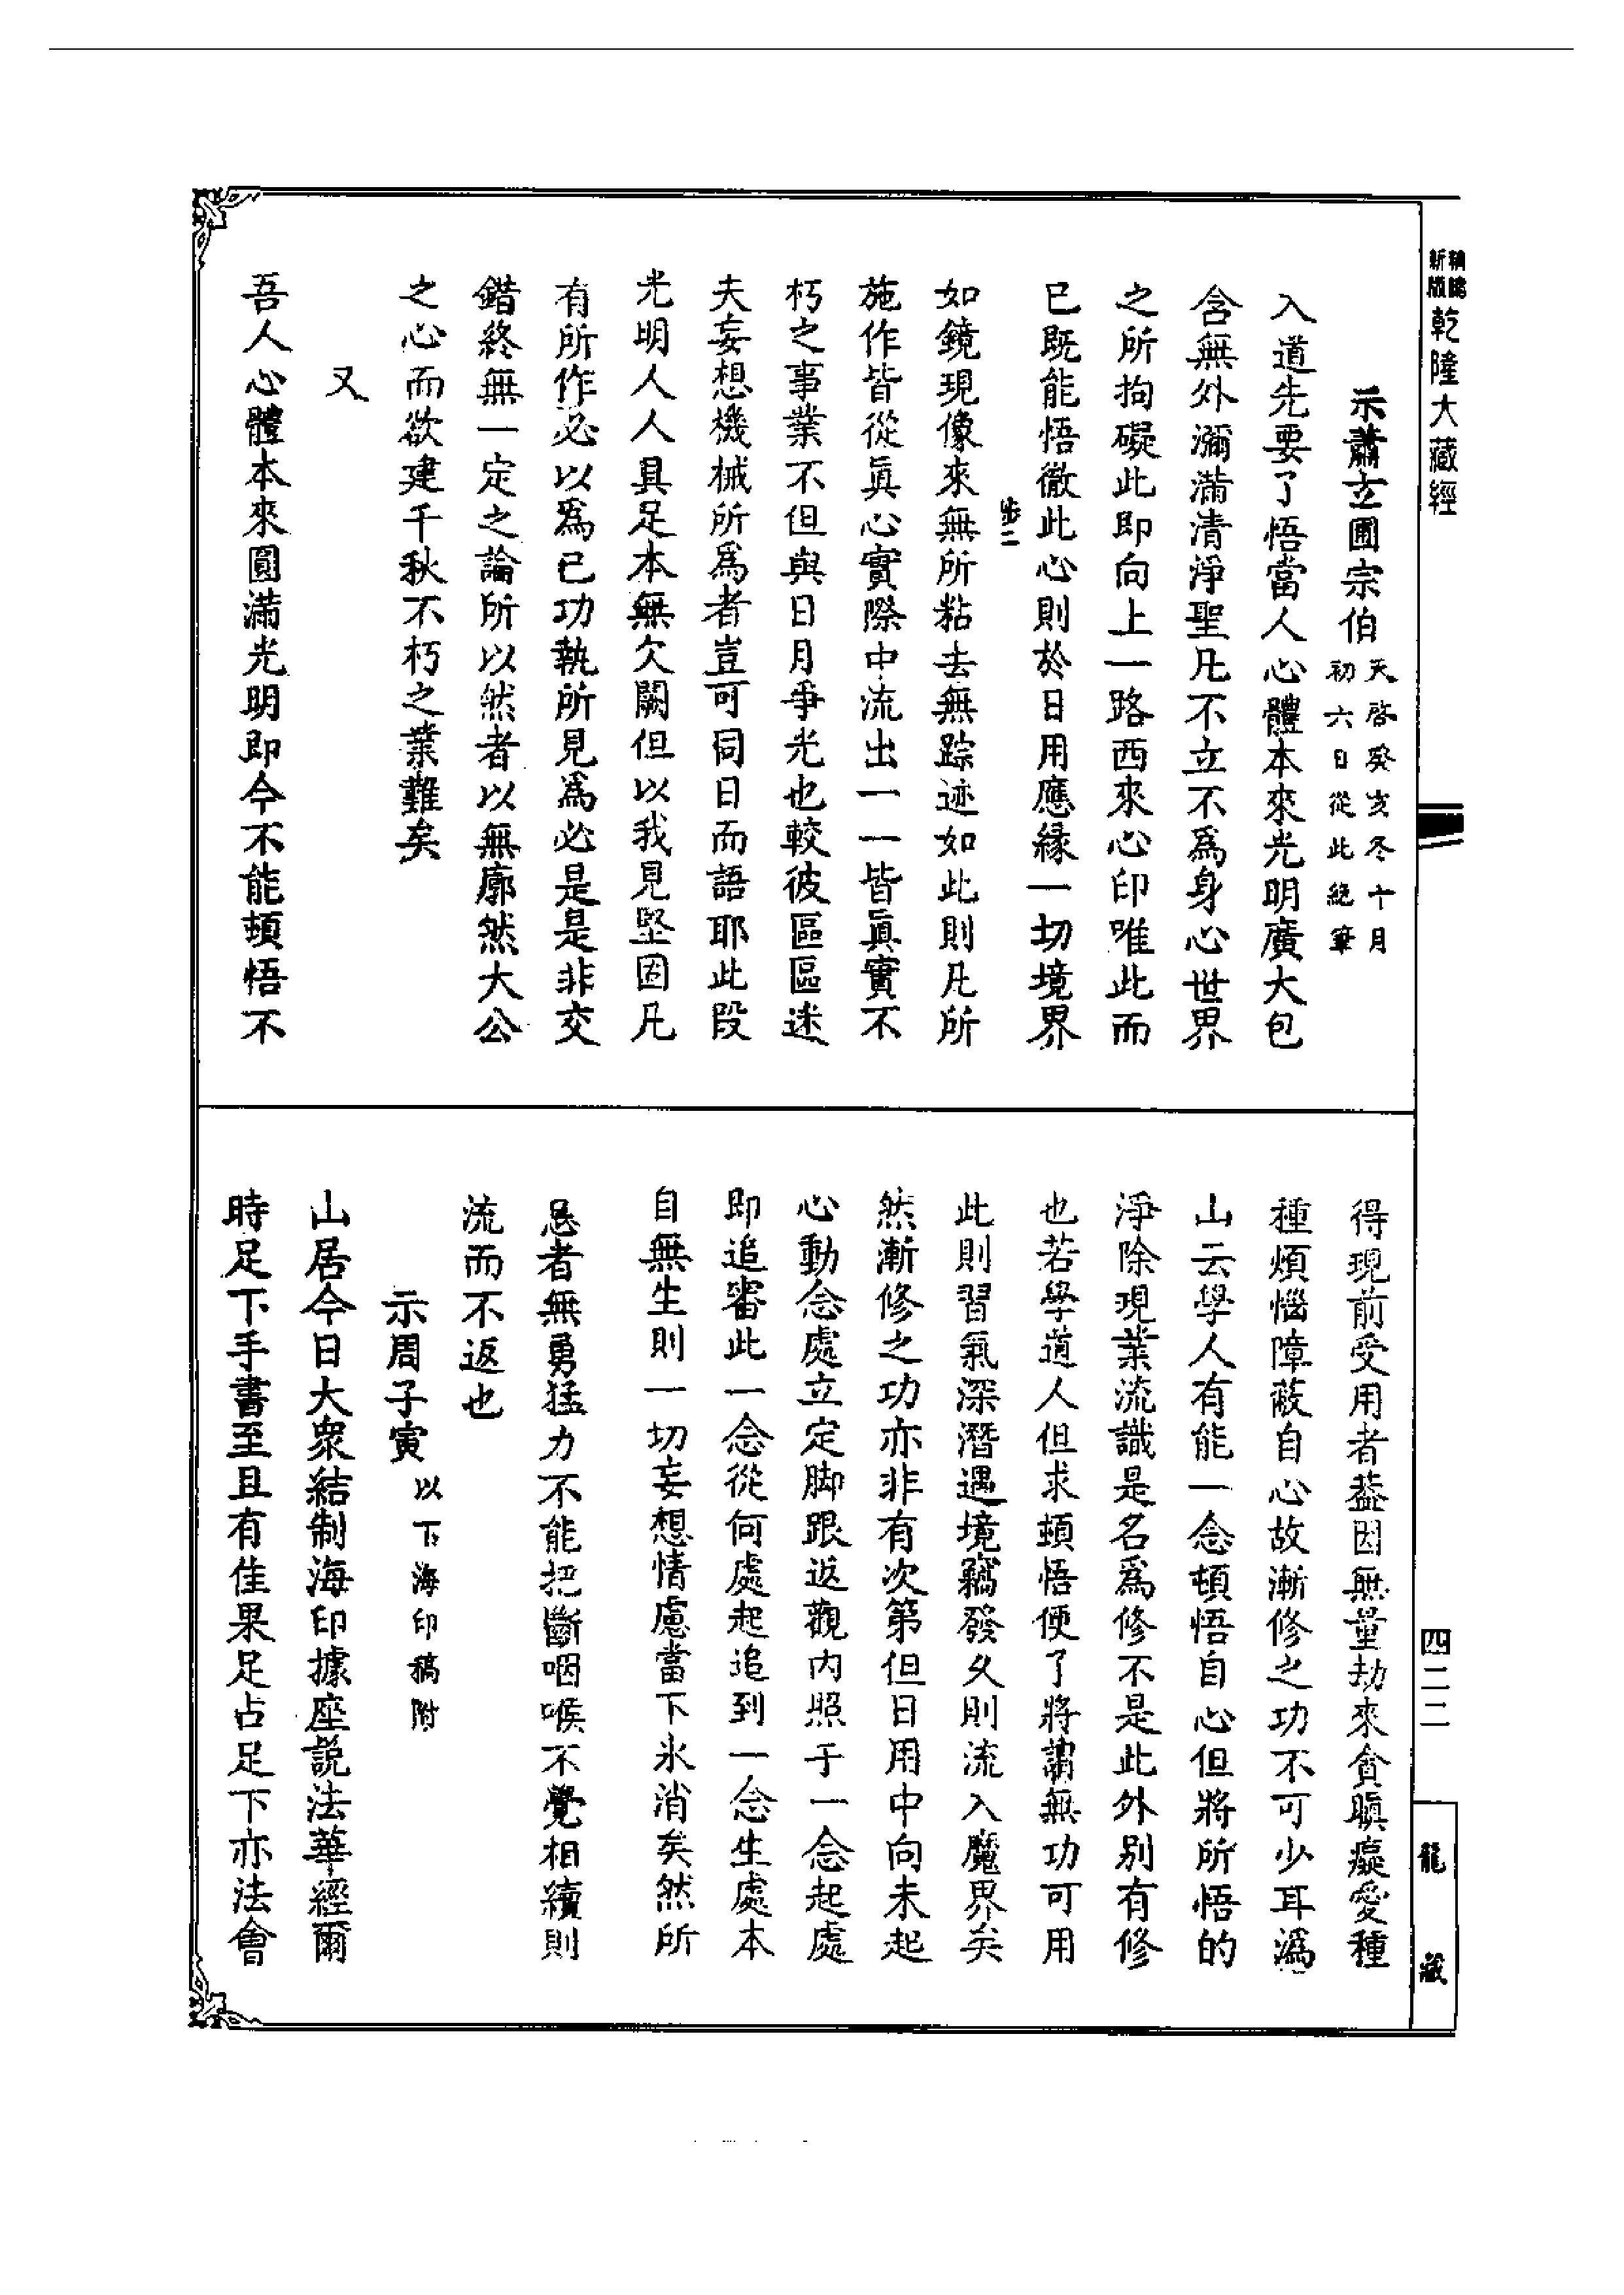 新版
精曉
乾隆大藏經
四二二
龍藏
示蕭玄圃宗伯
天啓癸亥冬十月
初六日從此絕筆
入道先要了悟當人心體本來光明廣大包
含無外瀰滿清淨聖凡不立不爲身心世界
之所拘礙此即向上一路西來心印唯此而
已既能悟徹此心則於日用應緣一切境界
如鏡現像來無所粘去無踪迹如此則凡所
施作皆從眞心實際中流出一一皆眞實不
朽之事業不但與日月爭光也較彼區區迷
夫妄想機械所爲者豈可同日而語耶此段
光明人人具足本無欠闕但以我見堅固凡
有所作必以爲已功執所見爲必是是非交
錯終無一定之論所以然者以無廓然大公
之心而欲建千秋不朽之業難矣
又
吾人心體本來圓滿光明即今不能頓悟不
得現前受用者葢因無量劫來貪瞋癡愛種
種煩惱障蔽自心故漸修之功不可少耳潙
山云學人有能一念頓悟自心但將所悟的
淨除現業流識是名爲修不是此外別有修
也若學道人但求頓悟便了將謂無功可用
此則習氣深潛遇境竊發久則流入魔界矣
然漸修之功亦非有次第但日用中向未起
心動念處立定脚跟返觀內照于一念起處
即追審此一念從何處起追到一念生處本
自無生則一切妄想情慮當下氷消矣然所
忌者無勇猛力不能把斷咽喉不覺相續則
流而不返也
示周子寅
以下海印稿附
山居今日大衆結制海印據座説法華經爾
時足下手書至且有佳果足占足下亦法會